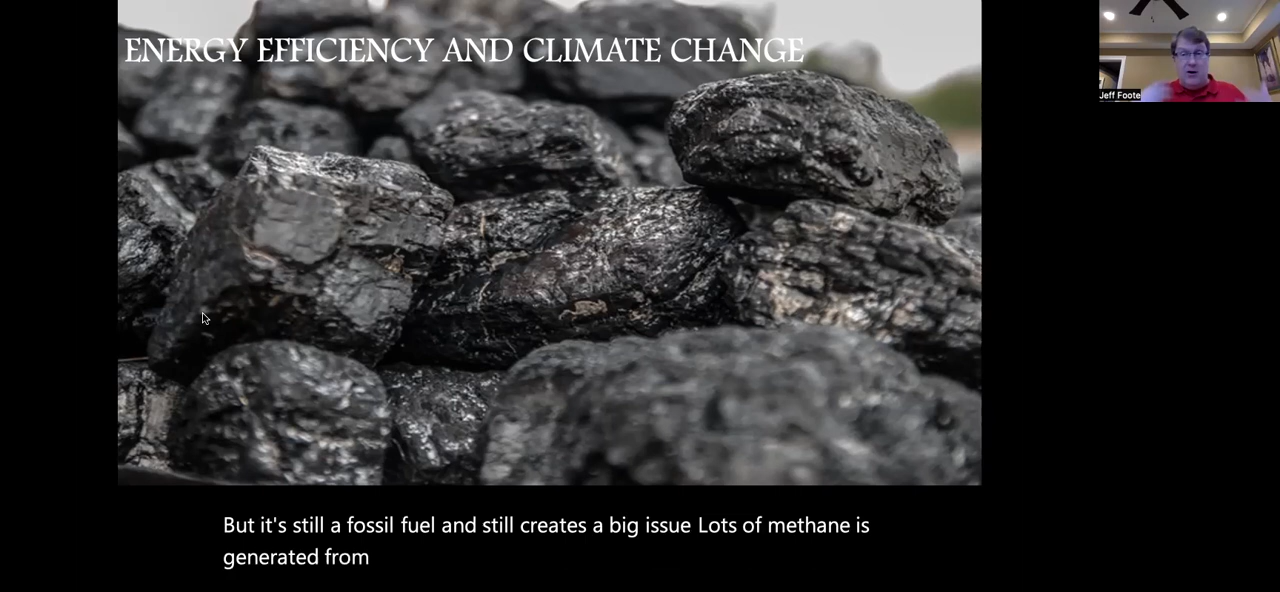 ENERGY EFFICIENCY AND CLIMATE CHANGE
Jeff Foote
But it's still a fossil fuel and still creates a big issue Lots of methane is
generated from